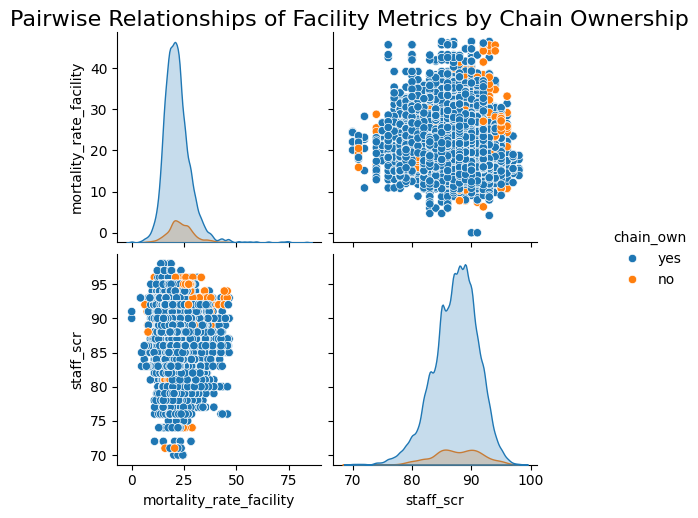 Pairwise Relationships of Facility Metrics by Chain Ownership
mortality_rate_facility
40
30
20
10
0
chain_own
yes
no
staff_scr
95
90
85
80
75
70
0
25
50
75
mortality_rate_facility
70
80
90
100
staff_scr